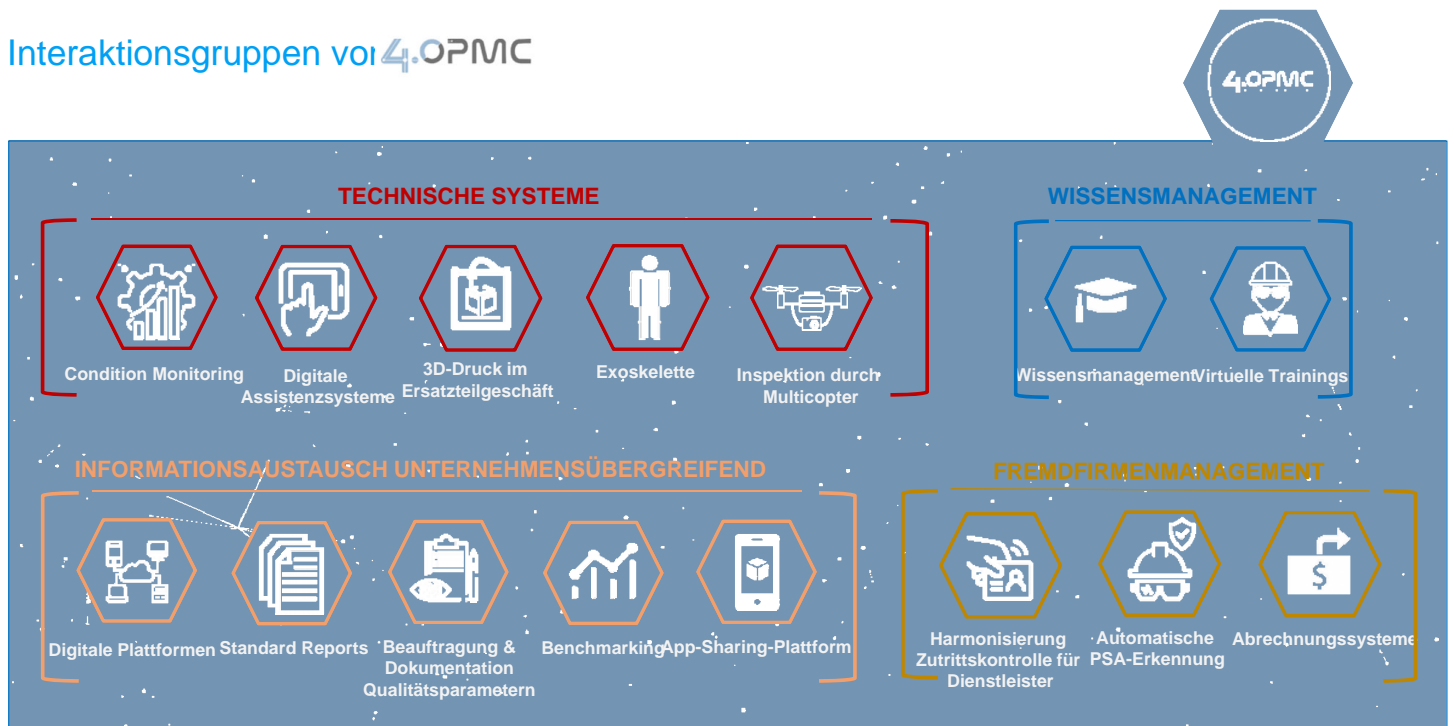 Interaktionsgruppen von 4.OPMC
4.OPMC
TECHNISCHE SYSTEME
Condition Monitoring
Digitale
Assistenzsysteme
3D-Druck im
Ersatzteilgeschäft
Exoskelette
Inspektion durch
Multicopter
WISSENSMANAGEMENT
Wissensmanagement
Virtuelle Trainings
INFORMATIONSAUSTAUSCH UNTERNEHMENSÜBERGREIFEND
Digitale Plattformen
Standard Reports
Beauftragung &
Dokumentation
Qualitätsparametern
Benchmarking
App-Sharing-Plattform
FREMDFIRMENMANAGEMENT
Harmonisierung
Zutrittskontrolle für
Dienstleister
Automatische
PSA-Erkennung
$
Abrechnungssysteme